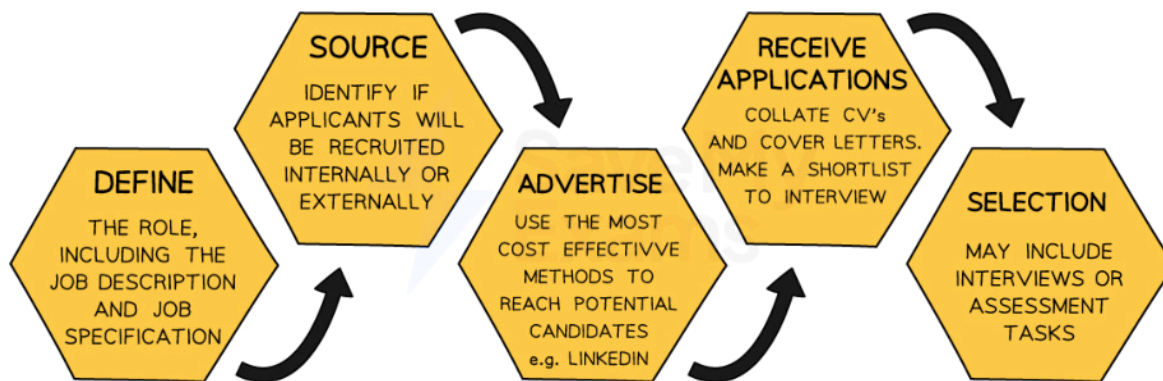 DEFINE
THE ROLE,
INCLUDING THE
JOB DESCRIPTION
AND JOB
SPECIFICATION
SOURCE
IDENTIFY IF
APPLICANTS WILL
BE RECRUITED
INTERNALLY OR
EXTERNALLY
ADVERTISE
USE THE MOST
COST EFFECTIVVE
METHODS TO
REACH POTENTIAL
CANDIDATES
e.g. LINKEDIN
RECEIVE
APPLICATIONS
COLLATE CV's
AND COVER LETTERS.
MAKE A SHORTLIST
TO INTERVIEW
SELECTION
MAY INCLUDE
INTERVIEWS OR
ASSESSMENT
TASKS